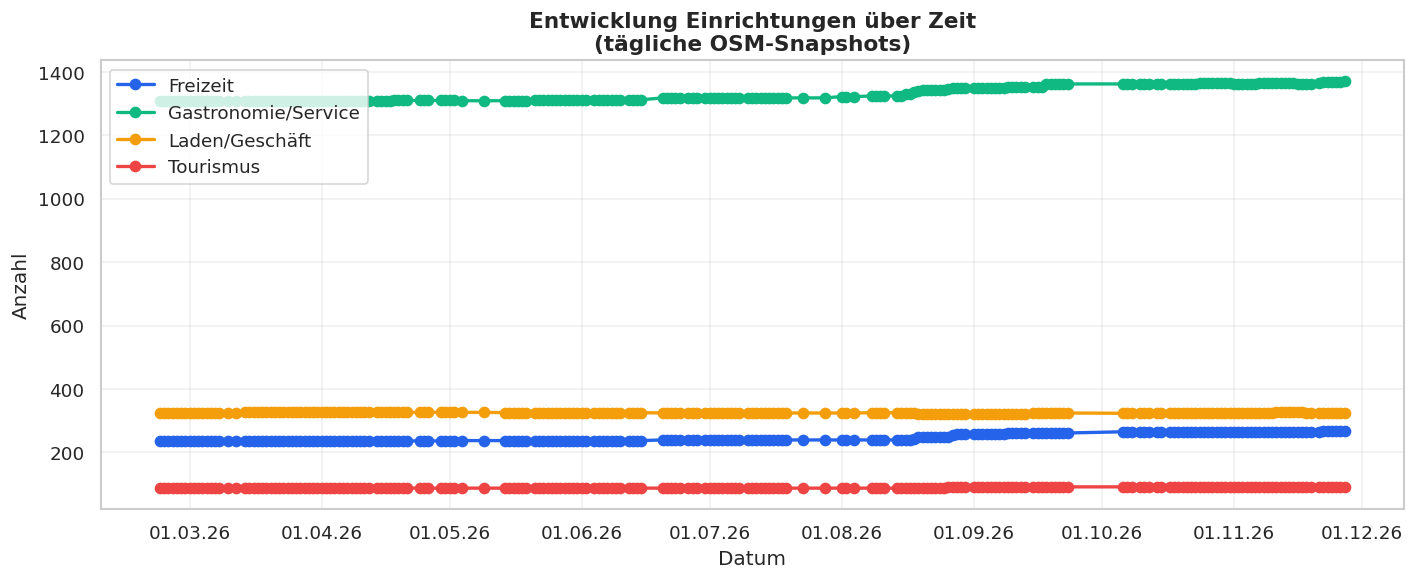 Entwicklung Einrichtungen über Zeit
(tägliche OSM-Snapshots)
Anzahl
1400
1200
1000
800
600
400
200
Freizeit
Gastronomie/Service
Laden/Geschäft
Tourismus
01.03.26
01.04.26
01.05.26
01.06.26
01.07.26
01.08.26
01.09.26
01.10.26
01.11.26
01.12.26
Datum